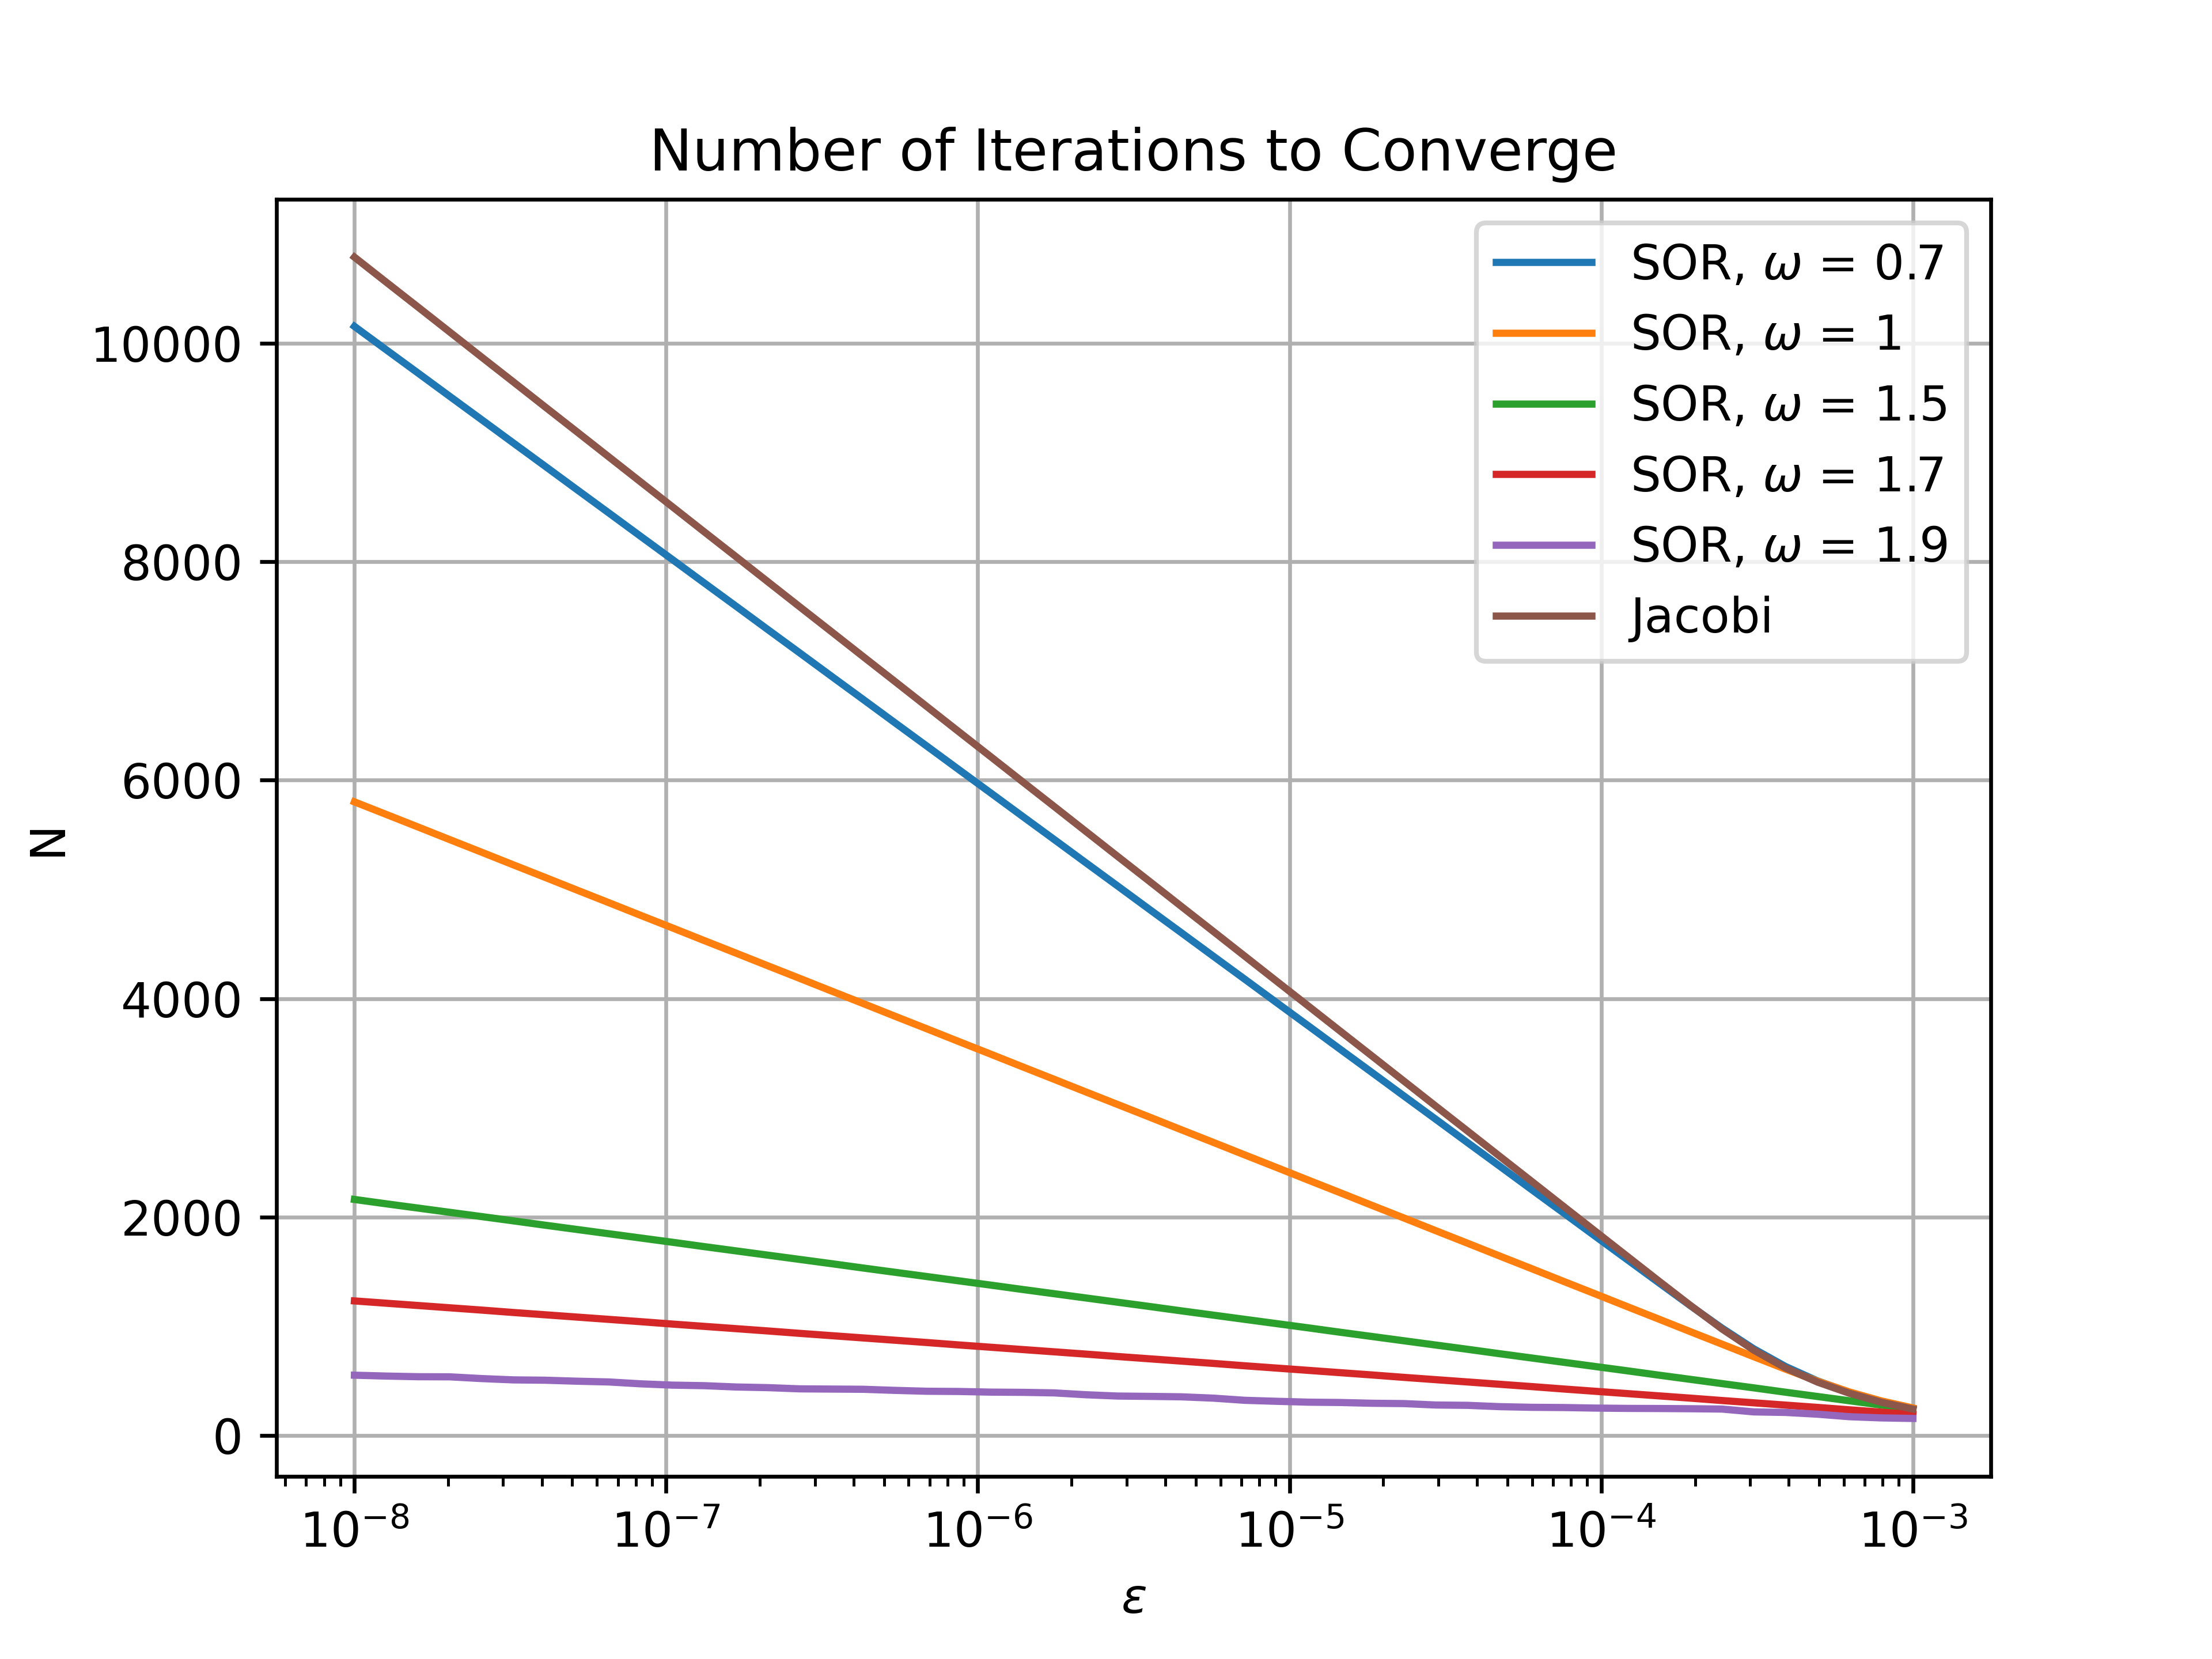 Number of Iterations to Converge
SOR, ω = 0.7
SOR, ω = 1
SOR, ω = 1.5
SOR, ω = 1.7
SOR, ω = 1.9
Jacobi
10000
8000
6000
4000
2000
0
N
10⁻⁸ 10⁻⁷ 10⁻⁶ 10⁻⁵ 10⁻⁴ 10⁻³
ε